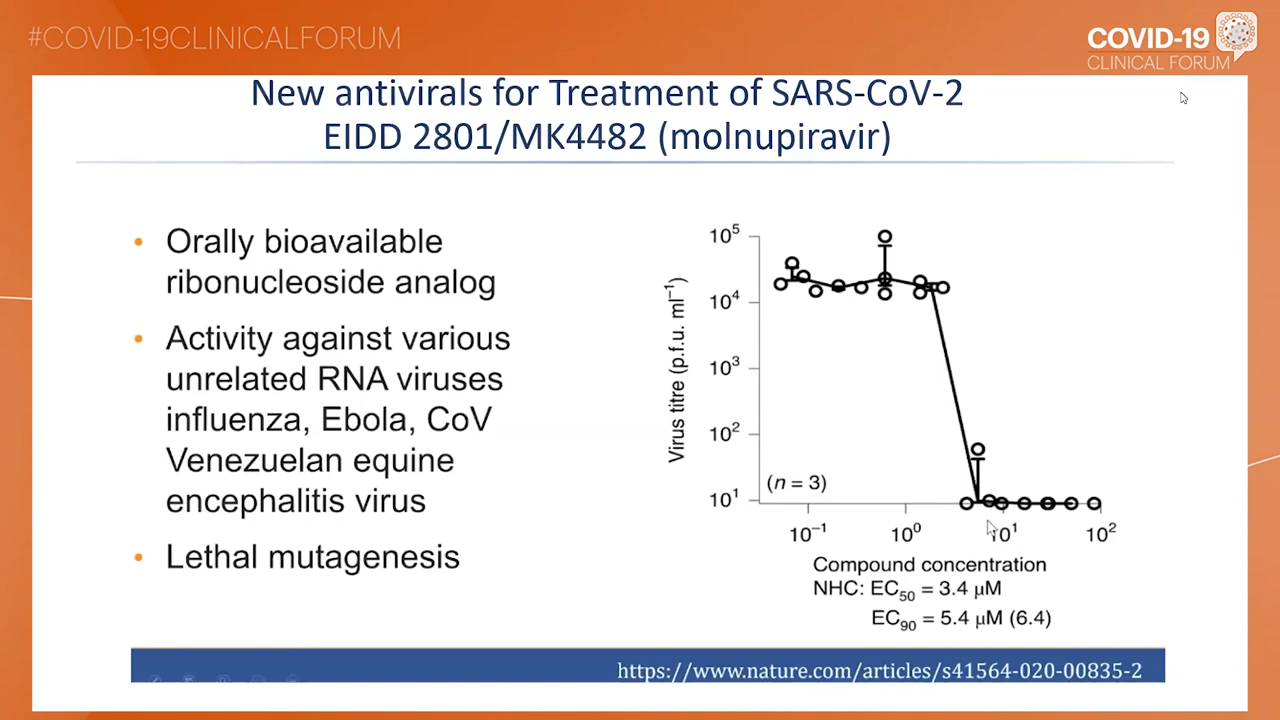 #COVID-19CLINICALFORUM
COVID-19
CLINICAL FORUM
New antivirals for Treatment of SARS-CoV-2
EIDD 2801/MK4482 (molnupiravir)
• Orally bioavailable
ribonucleoside analog
• Activity against various
unrelated RNA viruses
influenza, Ebola, CoV
Venezuelan equine
encephalitis virus
• Lethal mutagenesis
Virus titre (p.f.u. ml⁻¹)
10⁵
10⁴
10³
10²
10¹
(n = 3)
10⁻¹ 10⁰ 10¹ 10²
Compound concentration
NHC: EC₅₀ = 3.4 μM
EC₉₀ = 5.4 μM (6.4)
https://www.nature.com/articles/s41564-020-00835-2